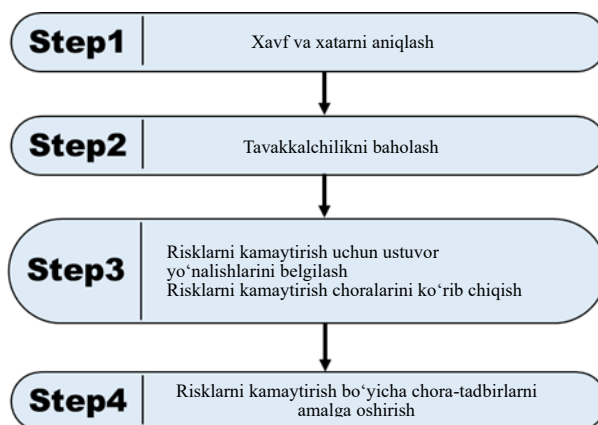 Step1
Xavf va xatarni aniqlash
Step2
Tavakkalchilikni baholash
Step3
Risklarni kamaytirish uchun ustuvor
yo‘nalishlarini belgilash
Risklarni kamaytirish choralarini ko‘rib chiqish
Step4
Risklarni kamaytirish bo‘yicha chora-tadbirlarni
amalga oshirish